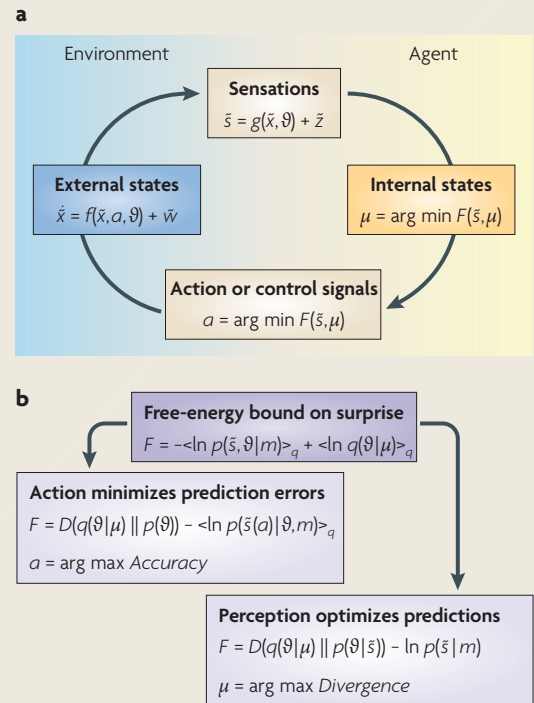 a
Environment
Agent
Sensations
s̃ = g(x̃, ϑ) + z̃
External states
ẋ̃ = f(x̃, a, ϑ) + w̃
Internal states
μ = arg min F(s̃, μ)
Action or control signals
a = arg min F(s̃, μ)
b
Free-energy bound on surprise
F = –<ln p(s̃, ϑ|m)>q + <ln q(ϑ|μ)>q
Action minimizes prediction errors
F = D(q(ϑ|μ) || p(ϑ)) – <ln p(s̃(a)|ϑ, m)>q
a = arg max Accuracy
Perception optimizes predictions
F = D(q(ϑ|μ) || p(ϑ|s̃)) – ln p(s̃|m)
μ = arg max Divergence